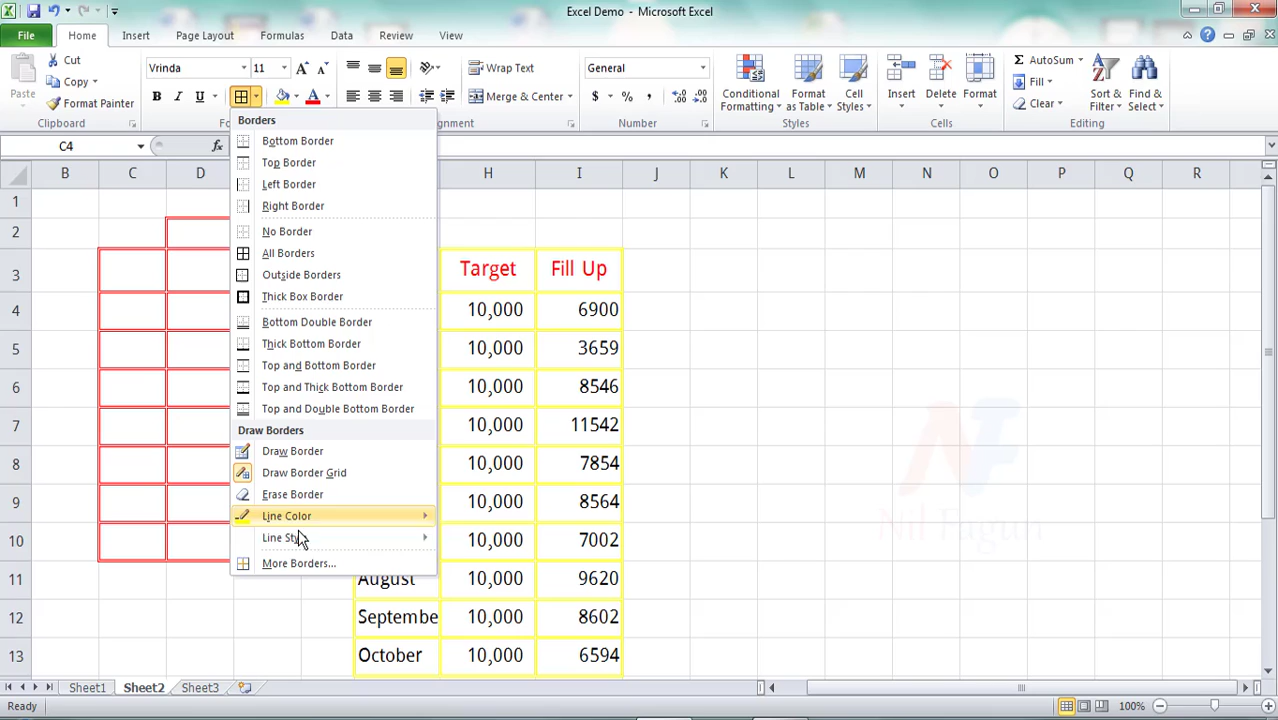 Excel Demo - Microsoft Excel
File Home Insert Page Layout Formulas Data Review View
Cut
Copy
Format Painter
Paste
Clipboard
Vrinda 11
B I U
Wrap Text
Merge & Center
General
$ % ,
Number
Conditional Formatting
Format as Table
Cell Styles
Styles
Insert Delete Format
Cells
AutoSum
Fill
Clear
Sort & Filter
Find & Select
Editing
C4
fx
B C D H I J K L M N O P Q R
Borders
Bottom Border
Top Border
Left Border
Right Border
No Border
All Borders
Outside Borders
Thick Box Border
Bottom Double Border
Thick Bottom Border
Top and Bottom Border
Top and Thick Bottom Border
Top and Double Bottom Border
Draw Borders
Draw Border
Draw Border Grid
Erase Border
Line Color
More Borders...
1
2
3 Target Fill Up
4 10,000 6900
5 10,000 3659
6 10,000 8546
7 10,000 11542
8 10,000 7854
9 10,000 8564
10 10,000 7002
11 August 10,000 9620
12 Septembe 10,000 8602
13 October 10,000 6594
NF
Nil Fagun
Sheet1 Sheet2 Sheet3
Ready
100%